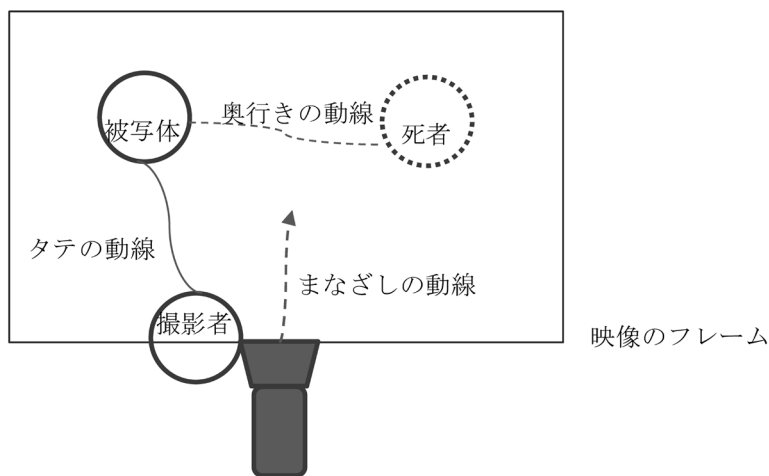 奥行きの動線
被写体
死者
タテの動線
まなざしの動線
撮影者
映像のフレーム